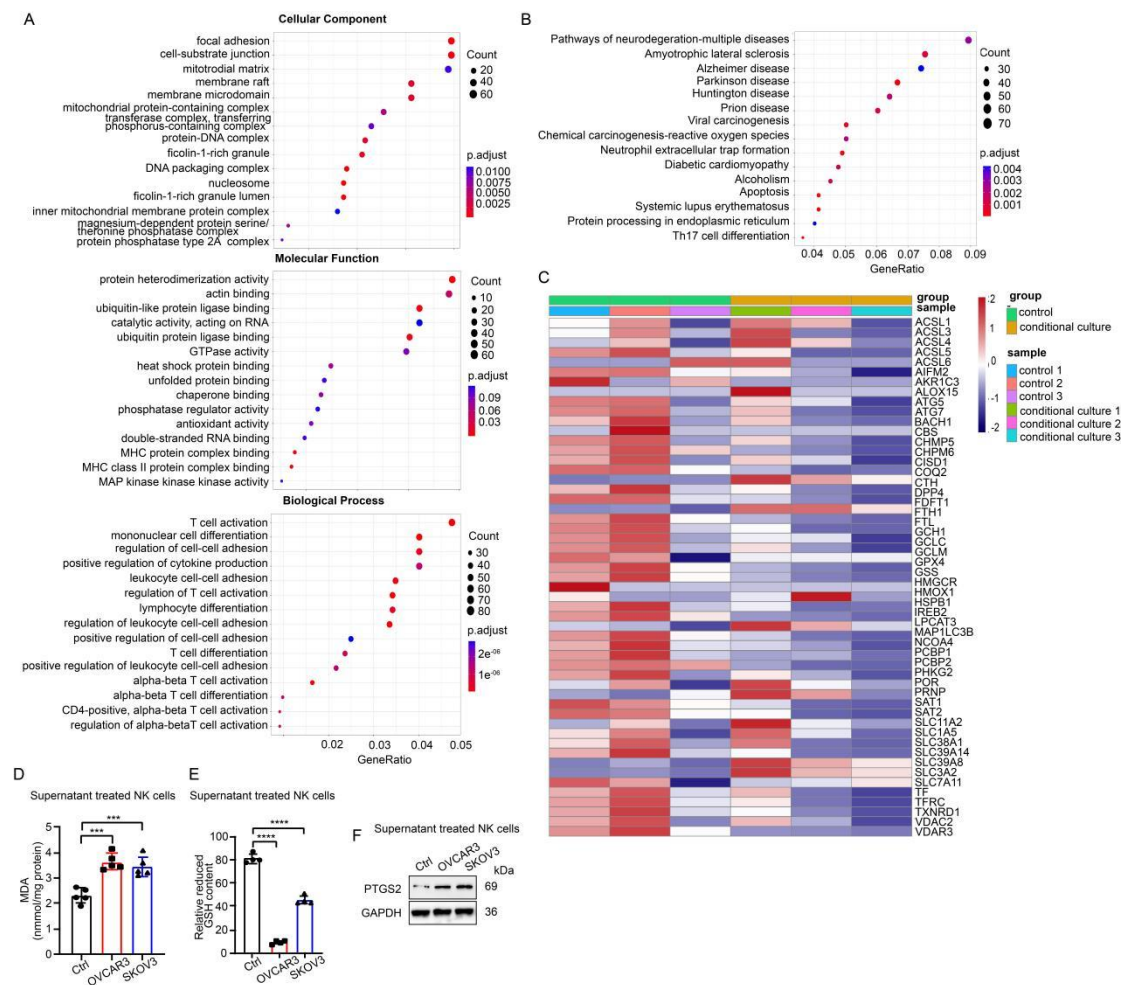 A
Cellular Component
focal adhesion
cell-substrate junction
mitotrodial matrix
membrane raft
membrane microdomain
mitochondrial protein-containing complex
transferase complex, transferring
phosphorus-containing complex
protein-DNA complex
ficolin-1-rich granule
DNA packaging complex
nucleosome
ficolin-1-rich granule lumen
inner mitochondrial membrane protein complex
magnesium-dependent protein serine/
theronine phosphatase complex
protein phosphatase type 2A complex
Count
20
40
60
p.adjust
0.0100
0.0075
0.0050
0.0025
Molecular Function
protein heterodimerization activity
actin binding
ubiquitin-like protein ligase binding
catalytic activity, acting on RNA
ubiquitin protein ligase binding
GTPase activity
heat shock protein binding
unfolded protein binding
chaperone binding
phosphatase regulator activity
antioxidant activity
double-stranded RNA binding
MHC protein complex binding
MHC class II protein complex binding
MAP kinase kinase kinase activity
Count
10
20
30
40
50
60
p.adjust
0.09
0.06
0.03
Biological Process
T cell activation
mononuclear cell differentiation
regulation of cell-cell adhesion
positive regulation of cytokine production
leukocyte cell-cell adhesion
regulation of T cell activation
lymphocyte differentiation
regulation of leukocyte cell-cell adhesion
positive regulation of cell-cell adhesion
T cell differentiation
positive regulation of leukocyte cell-cell adhesion
alpha-beta T cell activation
alpha-beta T cell differentiation
CD4-positive, alpha-beta T cell activation
regulation of alpha-betaT cell activation
Count
30
40
50
60
70
80
p.adjust
2e-06
1e-06
0.02 0.03 0.04 0.05
GeneRatio
B
Pathways of neurodegeration-multiple diseases
Amyotrophic lateral sclerosis
Alzheimer disease
Parkinson disease
Huntington disease
Prion disease
Viral carcinogenesis
Chemical carcinogenesis-reactive oxygen species
Neutrophil extracellular trap formation
Diabetic cardiomyopathy
Alcoholism
Apoptosis
Systemic lupus erythematosus
Protein processing in endoplasmic reticulum
Th17 cell differentiation
0.04 0.05 0.06 0.07 0.08 0.09
GeneRatio
Count
30
40
50
60
70
p.adjust
0.004
0.003
0.002
0.001
C
group
sample
ACSL1
ACSL3
ACSL4
ACSL5
ACSL6
AIFM2
AKR1C3
ALOX15
ATG5
ATG7
BACH1
CBS
CHMP5
CHPM6
CISD1
COQ2
CTH
DPP4
FDFT1
FTH1
FTL
GCH1
GCLC
GCLM
GPX4
GSS
HMGCR
HMOX1
HSPB1
IREB2
LPCAT3
MAP1LC3B
NCOA4
PCBP1
PCBP2
PHKG2
POR
PRNP
SAT1
SAT2
SLC11A2
SLC1A5
SLC38A1
SLC39A14
SLC39A8
SLC3A2
SLC7A11
TF
TFRC
TXNRD1
VDAC2
VDAR3
2
1
0
-1
-2
group
control
conditional culture
sample
control 1
control 2
control 3
conditional culture 1
conditional culture 2
conditional culture 3
D
Supernatant treated NK cells
MDA
(nmmol/mg protein)
5
4
3
2
1
0
***
***
Ctrl
OVCAR3
SKOV3
E
Supernatant treated NK cells
Relative reduced
GSH content
100
80
60
40
20
0
****
****
Ctrl
OVCAR3
SKOV3
F
Supernatant treated NK cells
Ctrl
OVCAR3
SKOV3
kDa
PTGS2
69
GAPDH
36